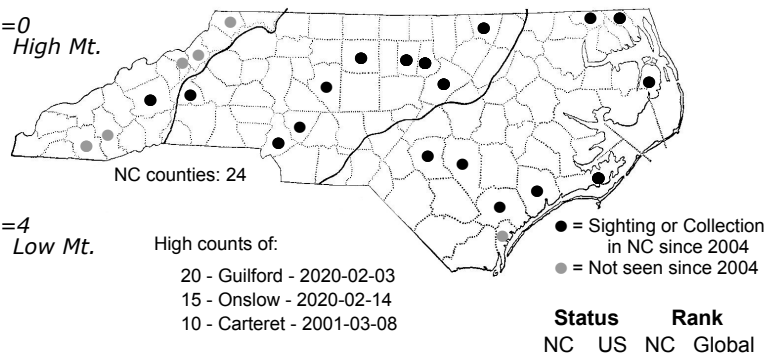 =0
High Mt.
NC counties: 24
=4
Low Mt.
High counts of:
20 - Guilford - 2020-02-03
15 - Onslow - 2020-02-14
10 - Carteret - 2001-03-08
● = Sighting or Collection
in NC since 2004
● = Not seen since 2004
Status Rank
NC US NC Global